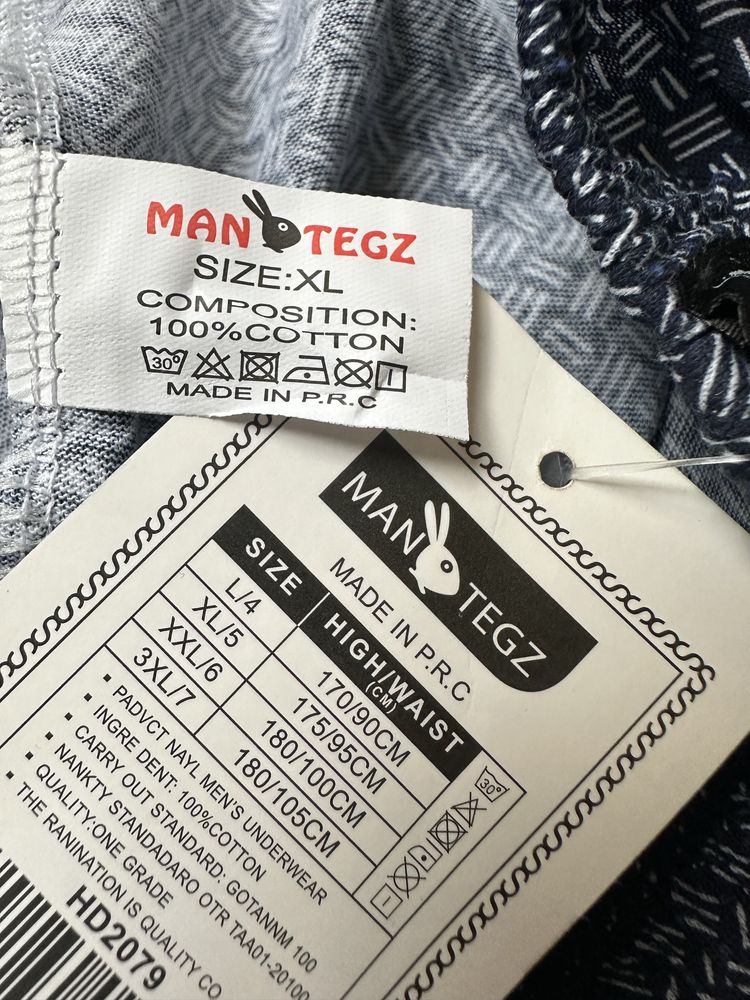 MAN TEGZ
SIZE:XL
COMPOSITION:
100%COTTON
30°
MADE IN P.R.C
MAN TEGZ
MADE IN P.R.C
SIZE HIGH/WAIST (CM)
L/4 170/90CM
XL/5 175/95CM
XXL/6 180/100CM
3XL/7 180/105CM
30°
PADVCT NAYL MEN'S UNDERWEAR
INGRE DENT: 100%COTTON
CARRY OUT STANDARD: GOTANNM 100
NANKTY STANDADARO OTR TAA01-20100
QUALITY:ONE GRADE
THE RANINATION IS QUALITY CO
HD2079